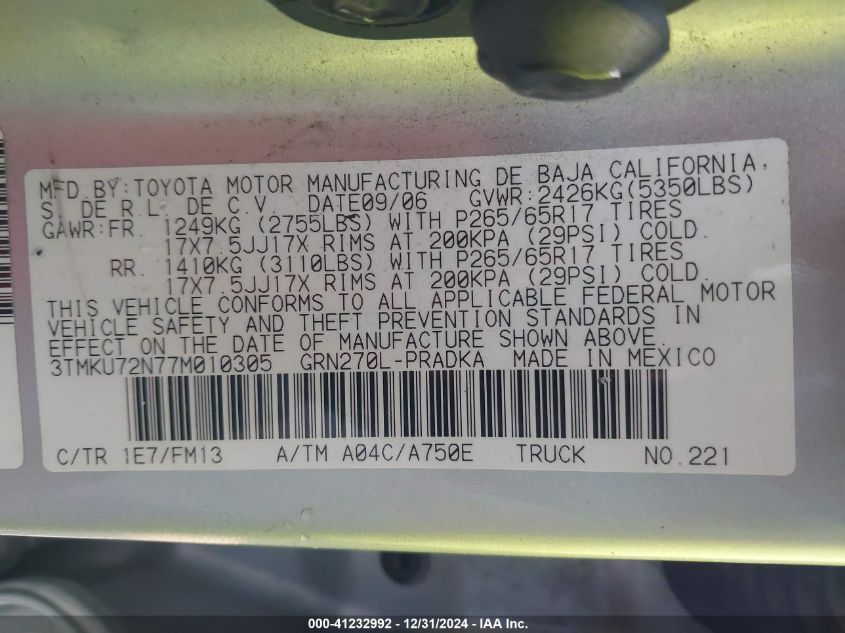 MFD.BY:TOYOTA MOTOR MANUFACTURING DE BAJA CALIFORNIA,
S. DE R.L. DE C.V. DATE09/06 GVWR:2426KG(5350LBS)
GAWR:FR. 1249KG (2755LBS) WITH P265/65R17 TIRES
17X7.5JJ17X RIMS AT 200KPA (29PSI) COLD.
RR. 1410KG (3110LBS) WITH P265/65R17 TIRES
17X7.5JJ17X RIMS AT 200KPA (29PSI) COLD.
THIS VEHICLE CONFORMS TO ALL APPLICABLE FEDERAL MOTOR
VEHICLE SAFETY AND THEFT PREVENTION STANDARDS IN
EFFECT ON THE DATE OF MANUFACTURE SHOWN ABOVE.
3TMKU72N77M010305 GRN270L-PRADKA MADE IN MEXICO
C/TR 1E7/FM13 A/TM A04C/A750E TRUCK NO.221
000-41232992 - 12/31/2024 - IAA Inc.